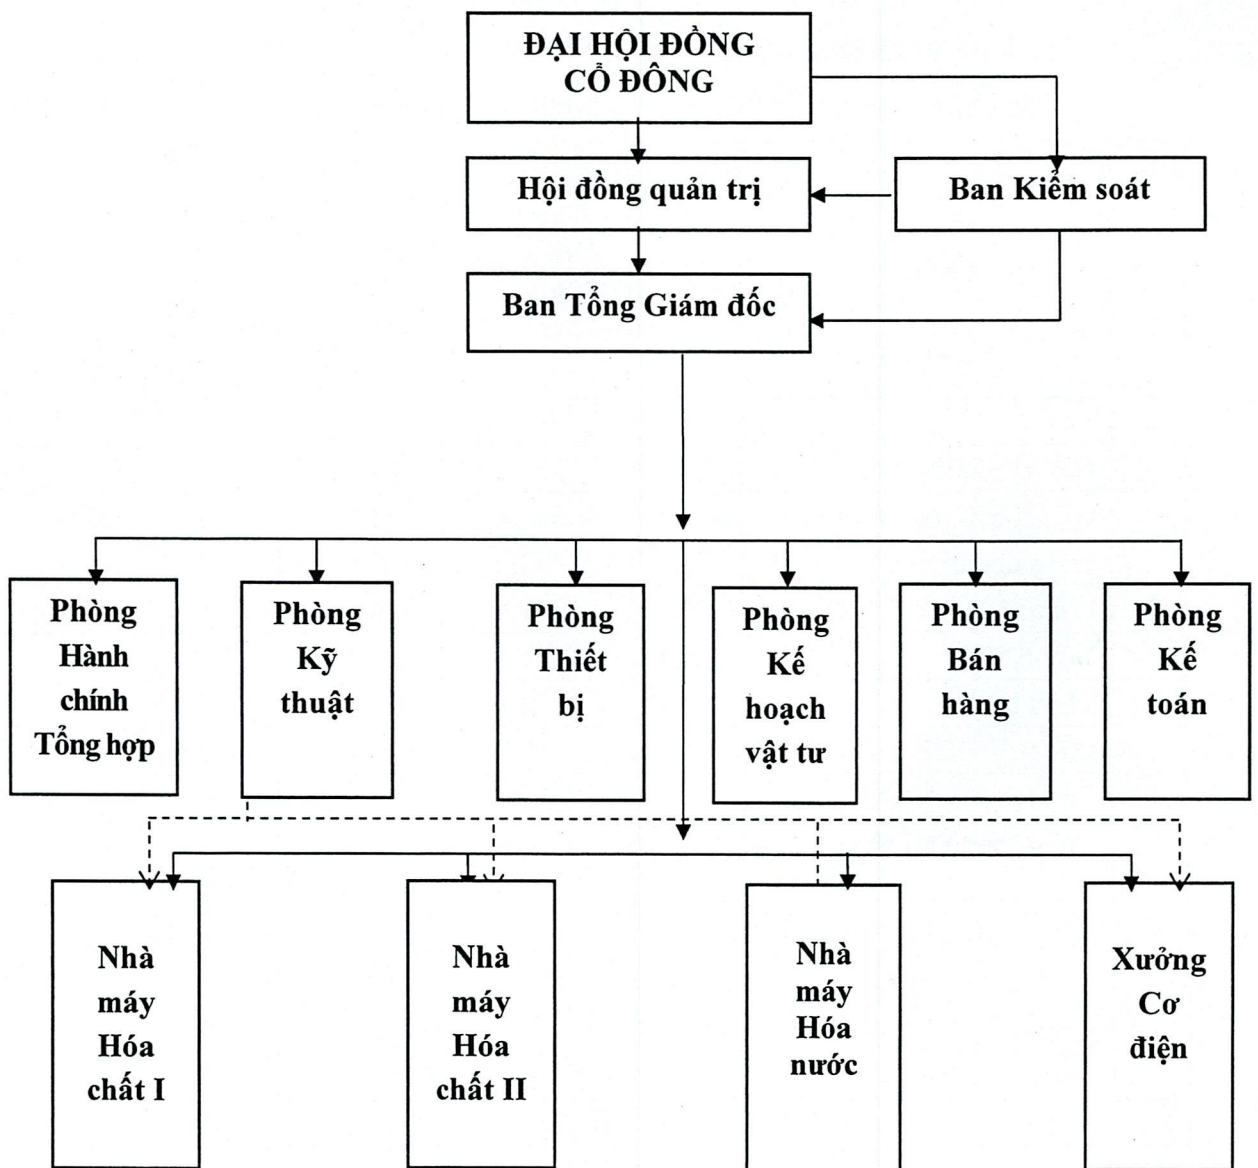 ĐẠI HỘI ĐỒNG
CỔ ĐÔNG
Hội đồng quản trị
Ban Kiểm soát
Ban Tổng Giám đốc
Phòng
Hành
chính
Tổng hợp
Phòng
Kỹ
thuật
Phòng
Thiết
bị
Phòng
Kế
hoạch
vật tư
Phòng
Bán
hàng
Phòng
Kế
toán
Nhà
máy
Hóa
chất I
Nhà
máy
Hóa
chất II
Nhà
máy
Hóa
nước
Xưởng
Cơ
điện